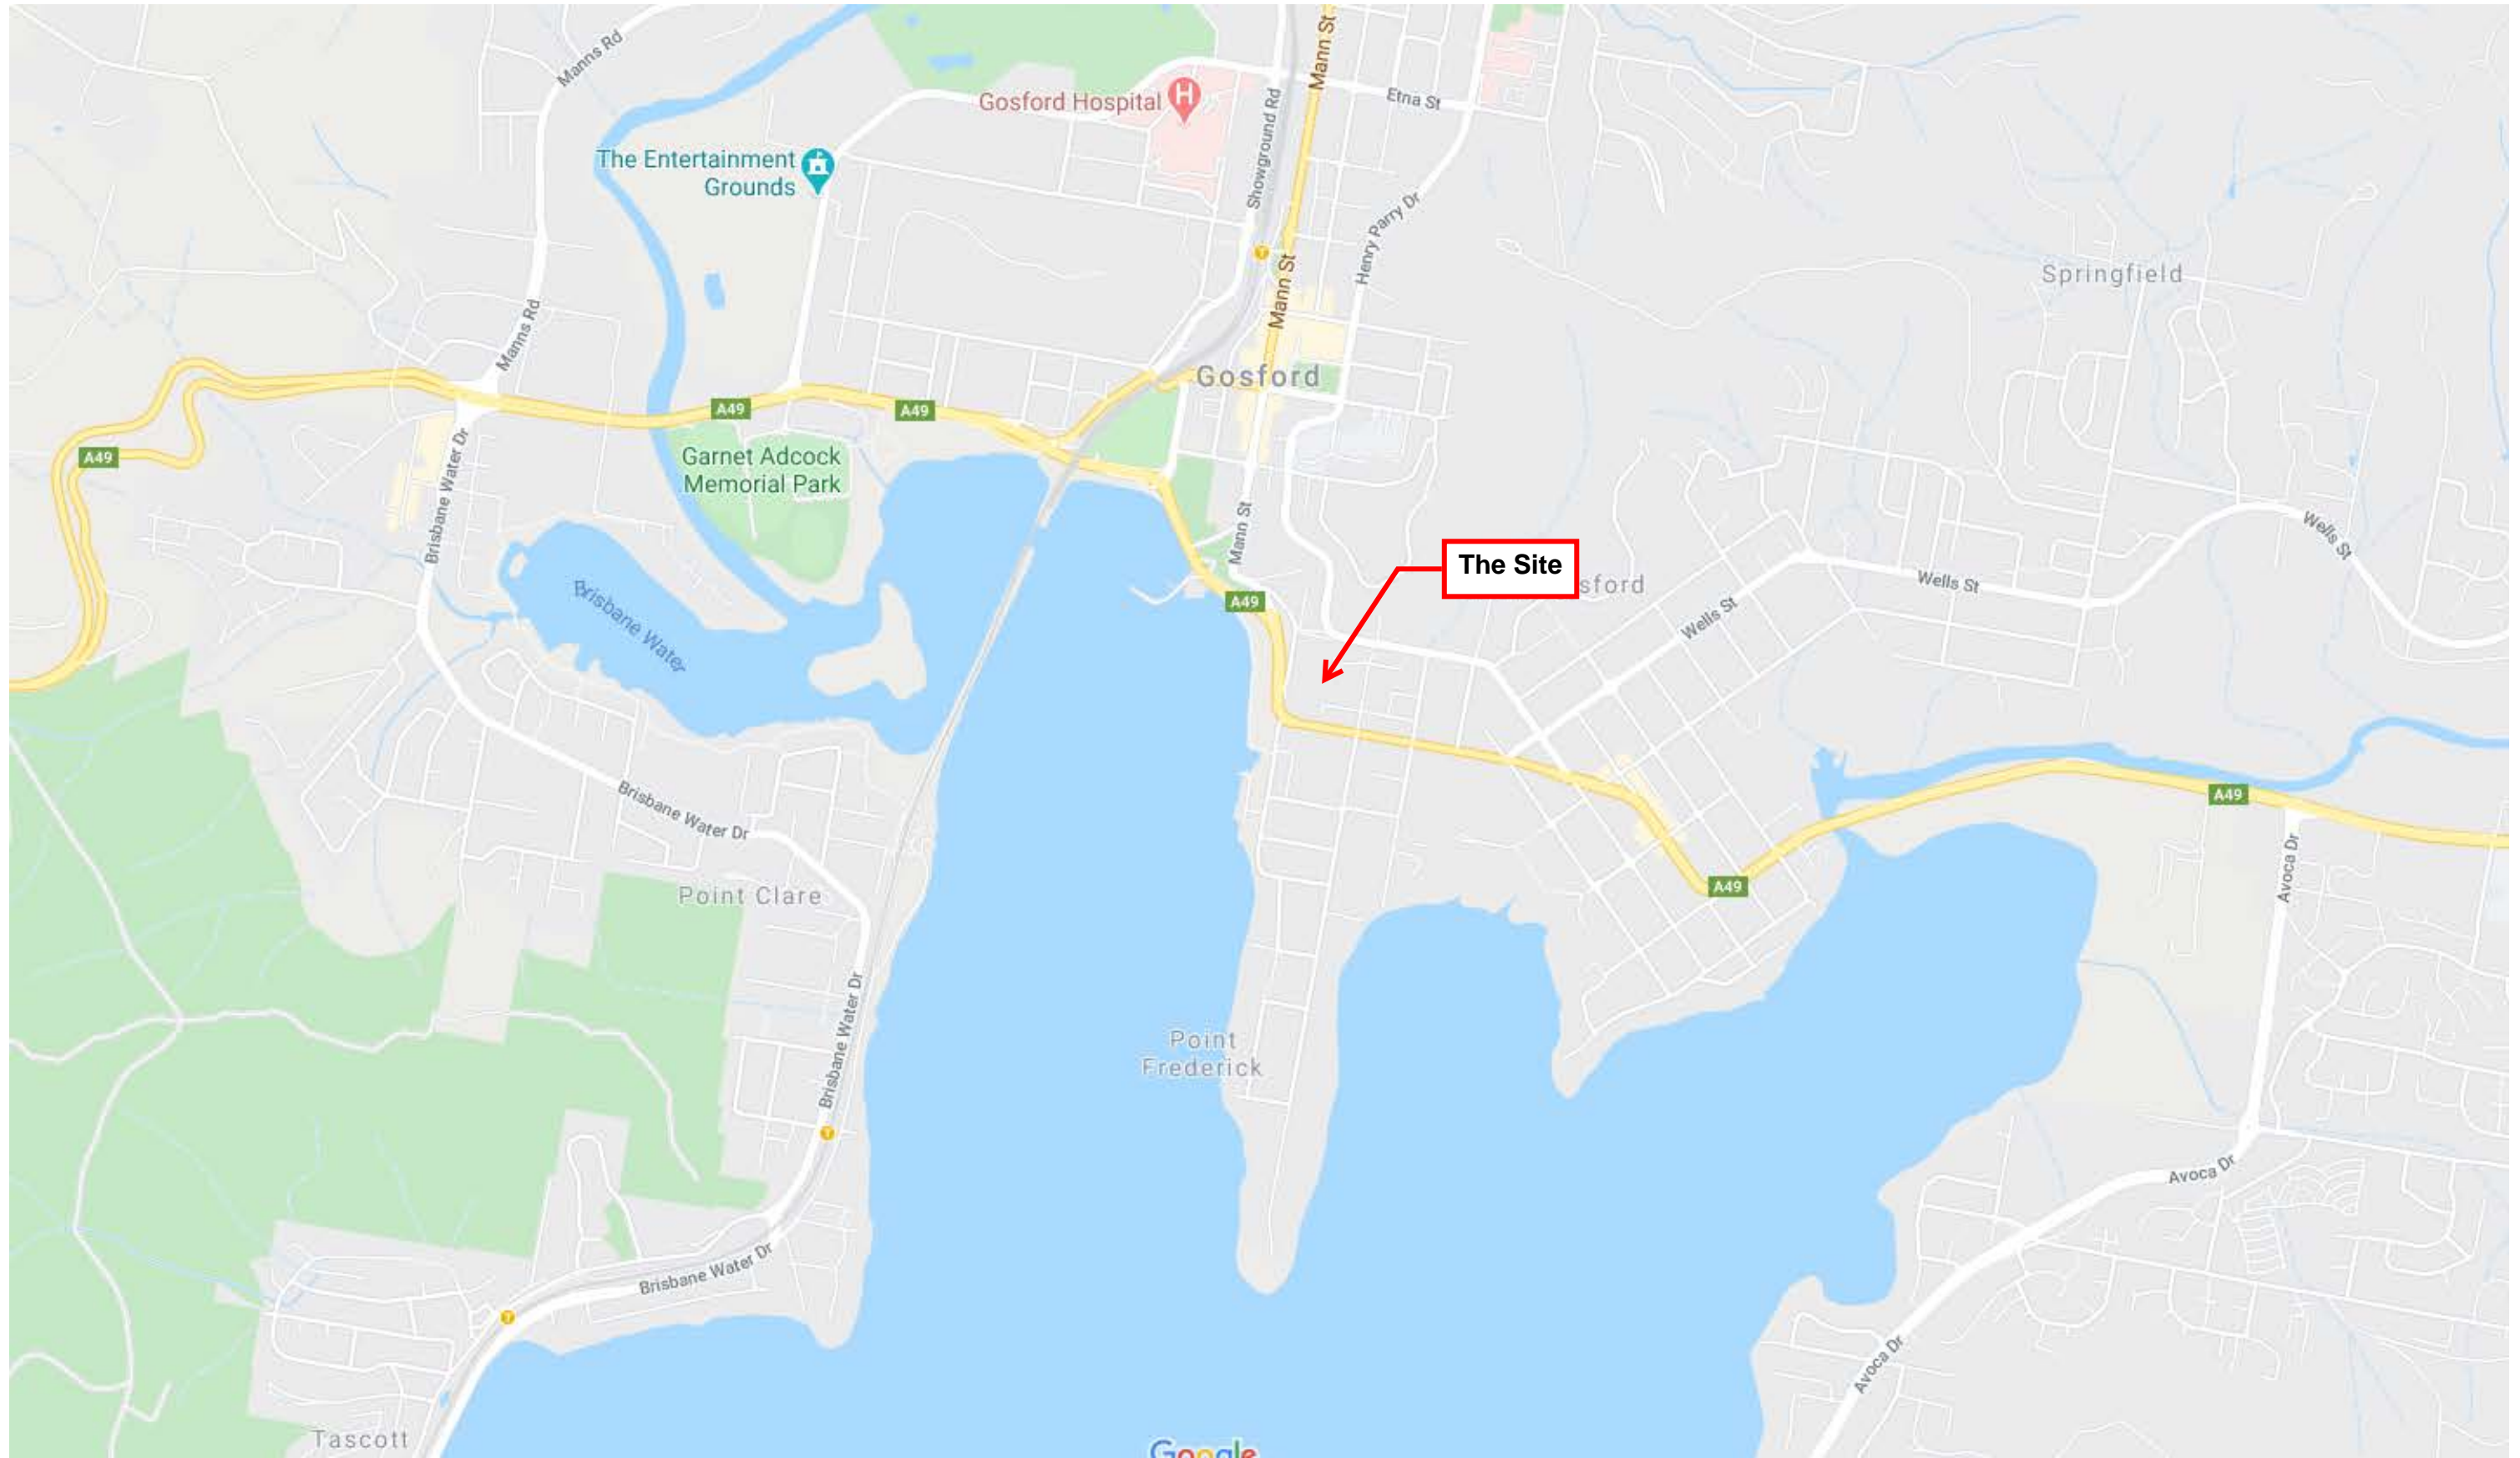 Manns Rd
Mann St
Gosford Hospital
H
Etna St
Showground Rd
The Entertainment
Grounds
Henry Parry Dr
Mann St
Springfield
Manns Rd
Gosford
A49
A49
A49
Garnet Adcock
Memorial Park
Brisbane Water Dr
Mann St
Wells St
The Site
sford
Wells St
Brisbane Water
A49
Wells St
Brisbane Water Dr
A49
Avoca Dr
Point Clare
A49
Brisbane Water Dr
Point
Frederick
Avoca Dr
Brisbane Water Dr
Avoca Dr
Tascott
Google